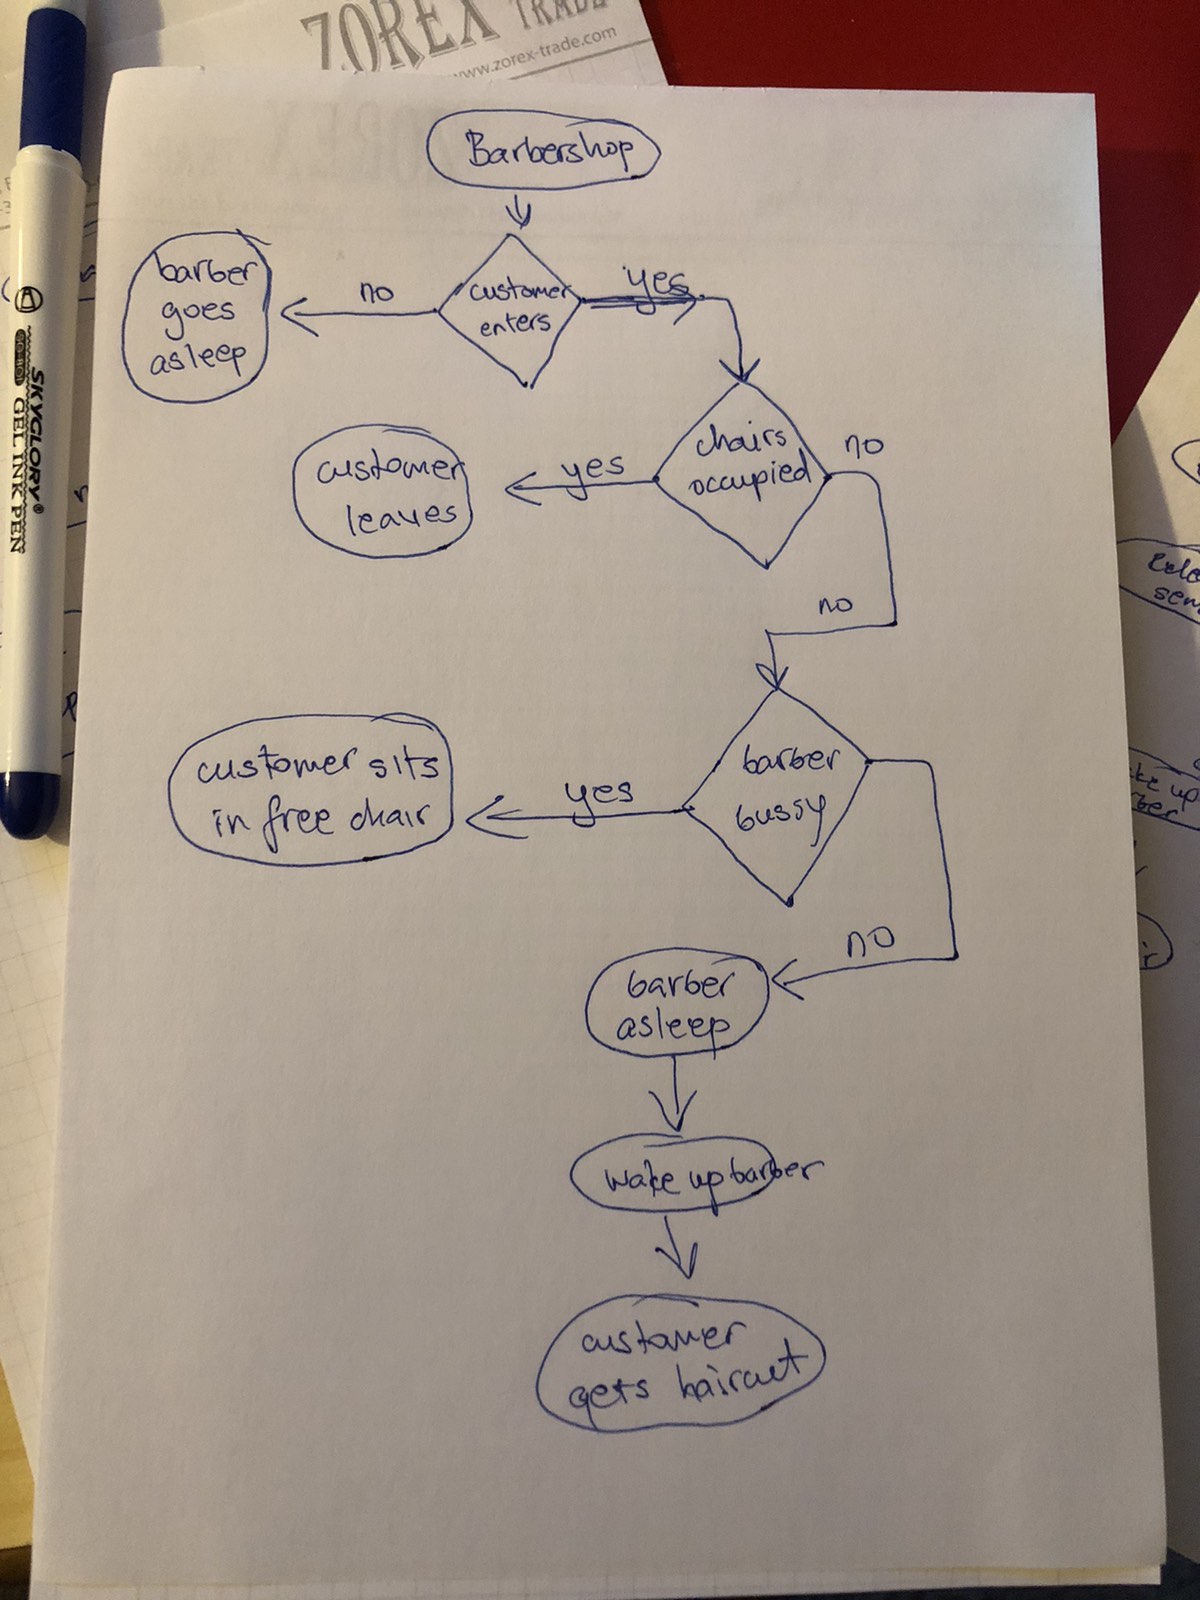 ZOREX TRADE
www.zorex-trade.com
Barbershop
barber
goes
asleep
no
customer
enters
yes
customer
leaves
yes
chairs
occupied
no
no
customer sits
in free chair
yes
barber
bussy
no
barber
asleep
wake up barber
customer
gets haircut
SKYGLORY®
GEL INK PEN